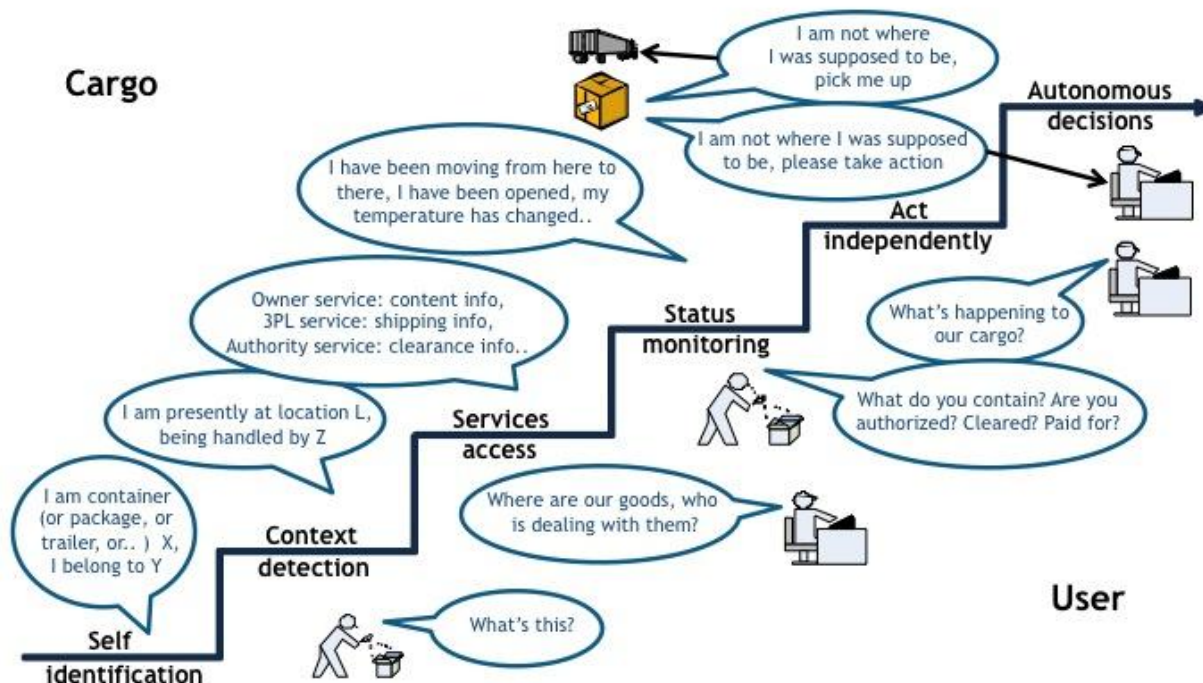 Cargo
I am not where
I was supposed to be,
pick me up
Autonomous
decisions
I am not where I was supposed
to be, please take action
I have been moving from here to
there, I have been opened, my
temperature has changed..
Act
independently
Owner service: content info,
3PL service: shipping info,
Authority service: clearance info..
Status
monitoring
What's happening to
our cargo?
I am presently at location L,
being handled by Z
Services
access
What do you contain? Are you
authorized? Cleared? Paid for?
I am container
(or package, or
trailer, or.. ) X,
I belong to Y
Context
detection
Where are our goods, who
is dealing with them?
User
What's this?
Self
identification